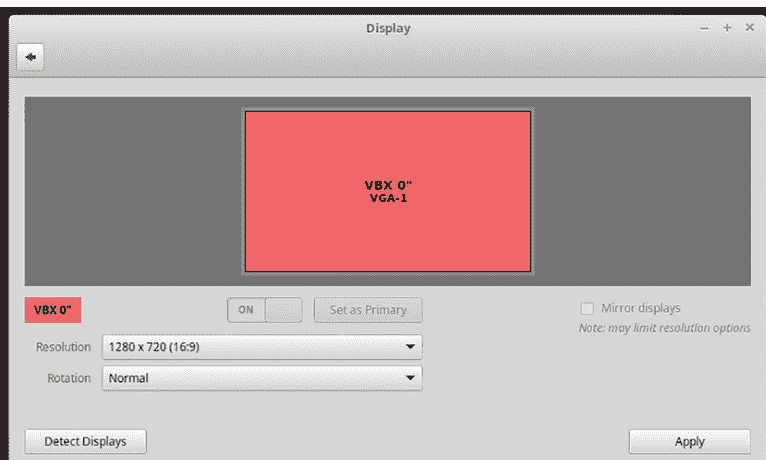 Display
VBX 0"
VGA-1
VBX 0"
ON
Set as Primary
Mirror displays
Note: may limit resolution options
Resolution
1280 x 720 (16:9)
Rotation
Normal
Detect Displays
Apply